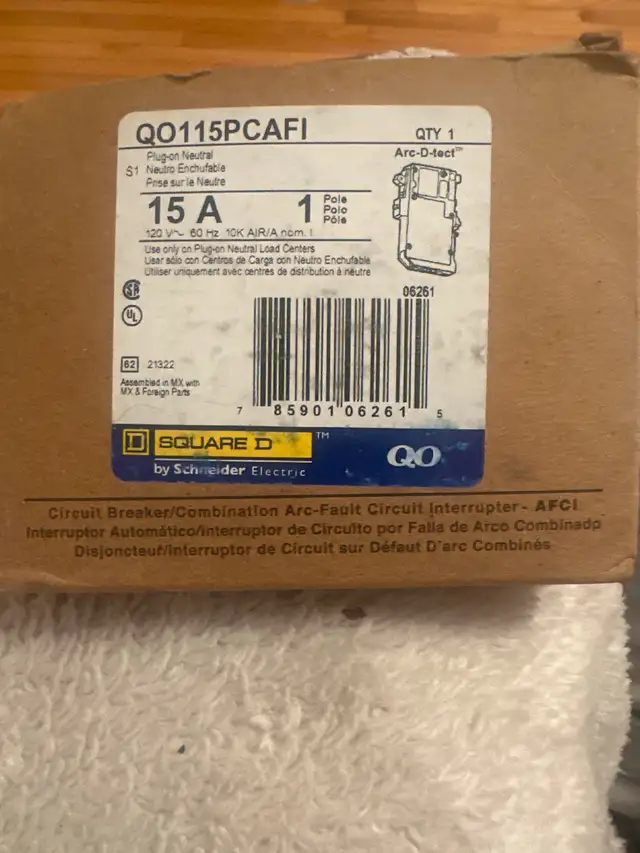 QO115PCAFI
QTY 1
Plug-on Neutral
S1 Neutro Enchufable
Prise sur le Neutre
Arc-D-tect™
15 A 1 Pole
Polo
Pôle
120 V~ 60 Hz 10K AIR/A nom. I
Use only on Plug-on Neutral Load Centers
Usar sólo con Centros de Carga con Neutro Enchufable
Utiliser uniquement avec centres de distribution à neutre
06261
UL
62 21322
Assembled in MX with
MX & Foreign Parts
7 85901 06261 5
D SQUARE D™
by Schneider Electric
QO
Circuit Breaker/Combination Arc-Fault Circuit Interrupter - AFCI
Interruptor Automático/Interruptor de Circuito por Falla de Arco Combinado
Disjoncteur/Interruptor de Circuit sur Défaut D'arc Combinés